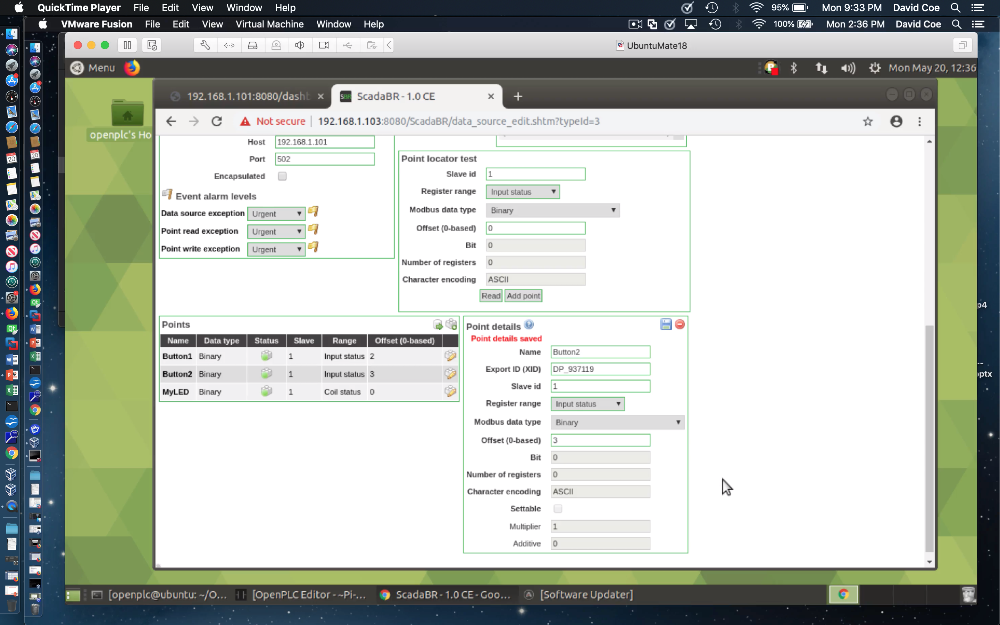 QuickTime Player File Edit View Window Help 95% Mon 9:33 PM David Coe
VMware Fusion File Edit View Virtual Machine Window Help 100% Mon 2:36 PM David Coe
UbuntuMate18
Menu Mon May 20, 12:36
openplc's Ho
192.168.1.101:8080/dashb
SBR ScadaBR - 1.0 CE
Not secure 192.168.1.103:8080/ScadaBR/data_source_edit.shtm?typeId=3
Host 192.168.1.101
Port 502
Encapsulated
Event alarm levels
Data source exception Urgent
Point read exception Urgent
Point write exception Urgent
Point locator test
Slave id 1
Register range Input status
Modbus data type Binary
Offset (0-based) 0
Bit 0
Number of registers 0
Character encoding ASCII
Read Add point
Points
Name Data type Status Slave Range Offset (0-based)
Button1 Binary 1 Input status 2
Button2 Binary 1 Input status 3
MyLED Binary 1 Coil status 0
Point details
Point details saved
Name Button2
Export ID (XID) DP_937119
Slave id 1
Register range Input status
Modbus data type Binary
Offset (0-based) 3
Bit 0
Number of registers 0
Character encoding ASCII
Settable
Multiplier 1
Additive 0
p4
--
pptx
[openplc@ubuntu: ~/O... [OpenPLC Editor - ~Pi-... ScadaBR - 1.0 CE - Goo... [Software Updater]